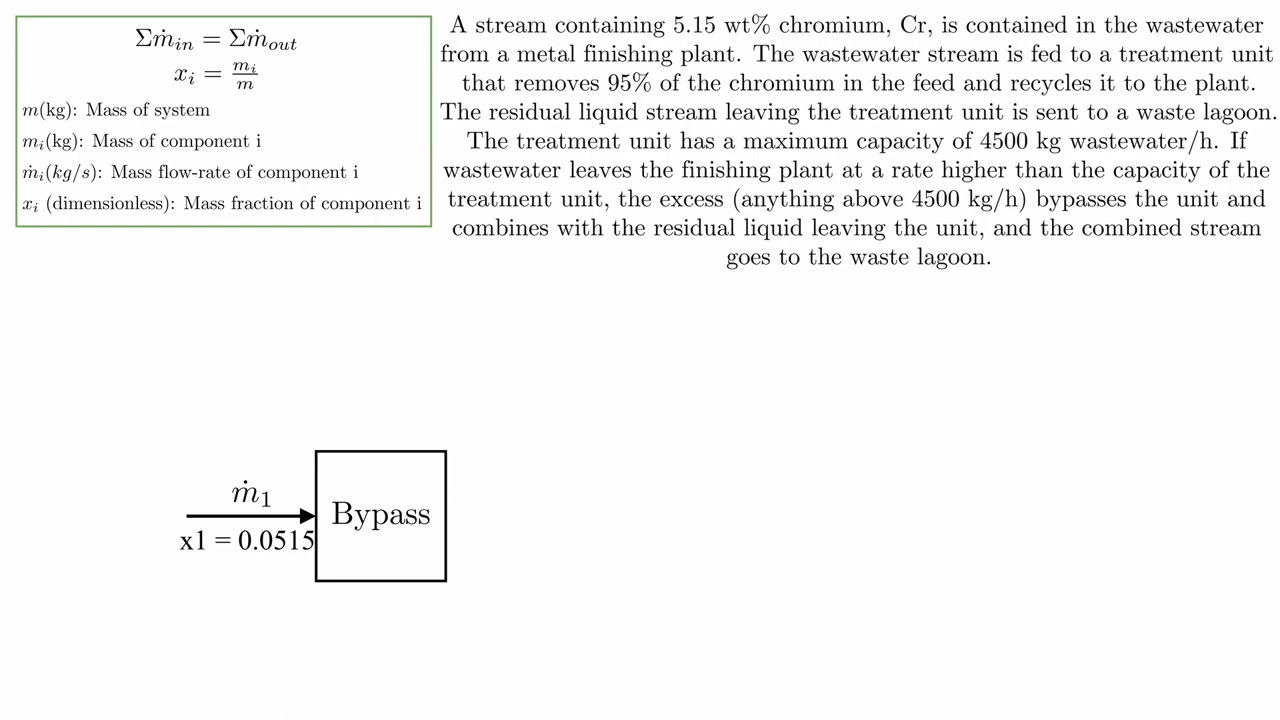 Σṁ_in = Σṁ_out
x_i = m_i/m
m(kg): Mass of system
m_i(kg): Mass of component i
ṁ_i(kg/s): Mass flow-rate of component i
x_i (dimensionless): Mass fraction of component i
A stream containing 5.15 wt% chromium, Cr, is contained in the wastewater
from a metal finishing plant. The wastewater stream is fed to a treatment unit
that removes 95% of the chromium in the feed and recycles it to the plant.
The residual liquid stream leaving the treatment unit is sent to a waste lagoon.
The treatment unit has a maximum capacity of 4500 kg wastewater/h. If
wastewater leaves the finishing plant at a rate higher than the capacity of the
treatment unit, the excess (anything above 4500 kg/h) bypasses the unit and
combines with the residual liquid leaving the unit, and the combined stream
goes to the waste lagoon.
ṁ_1
x1 = 0.0515
Bypass